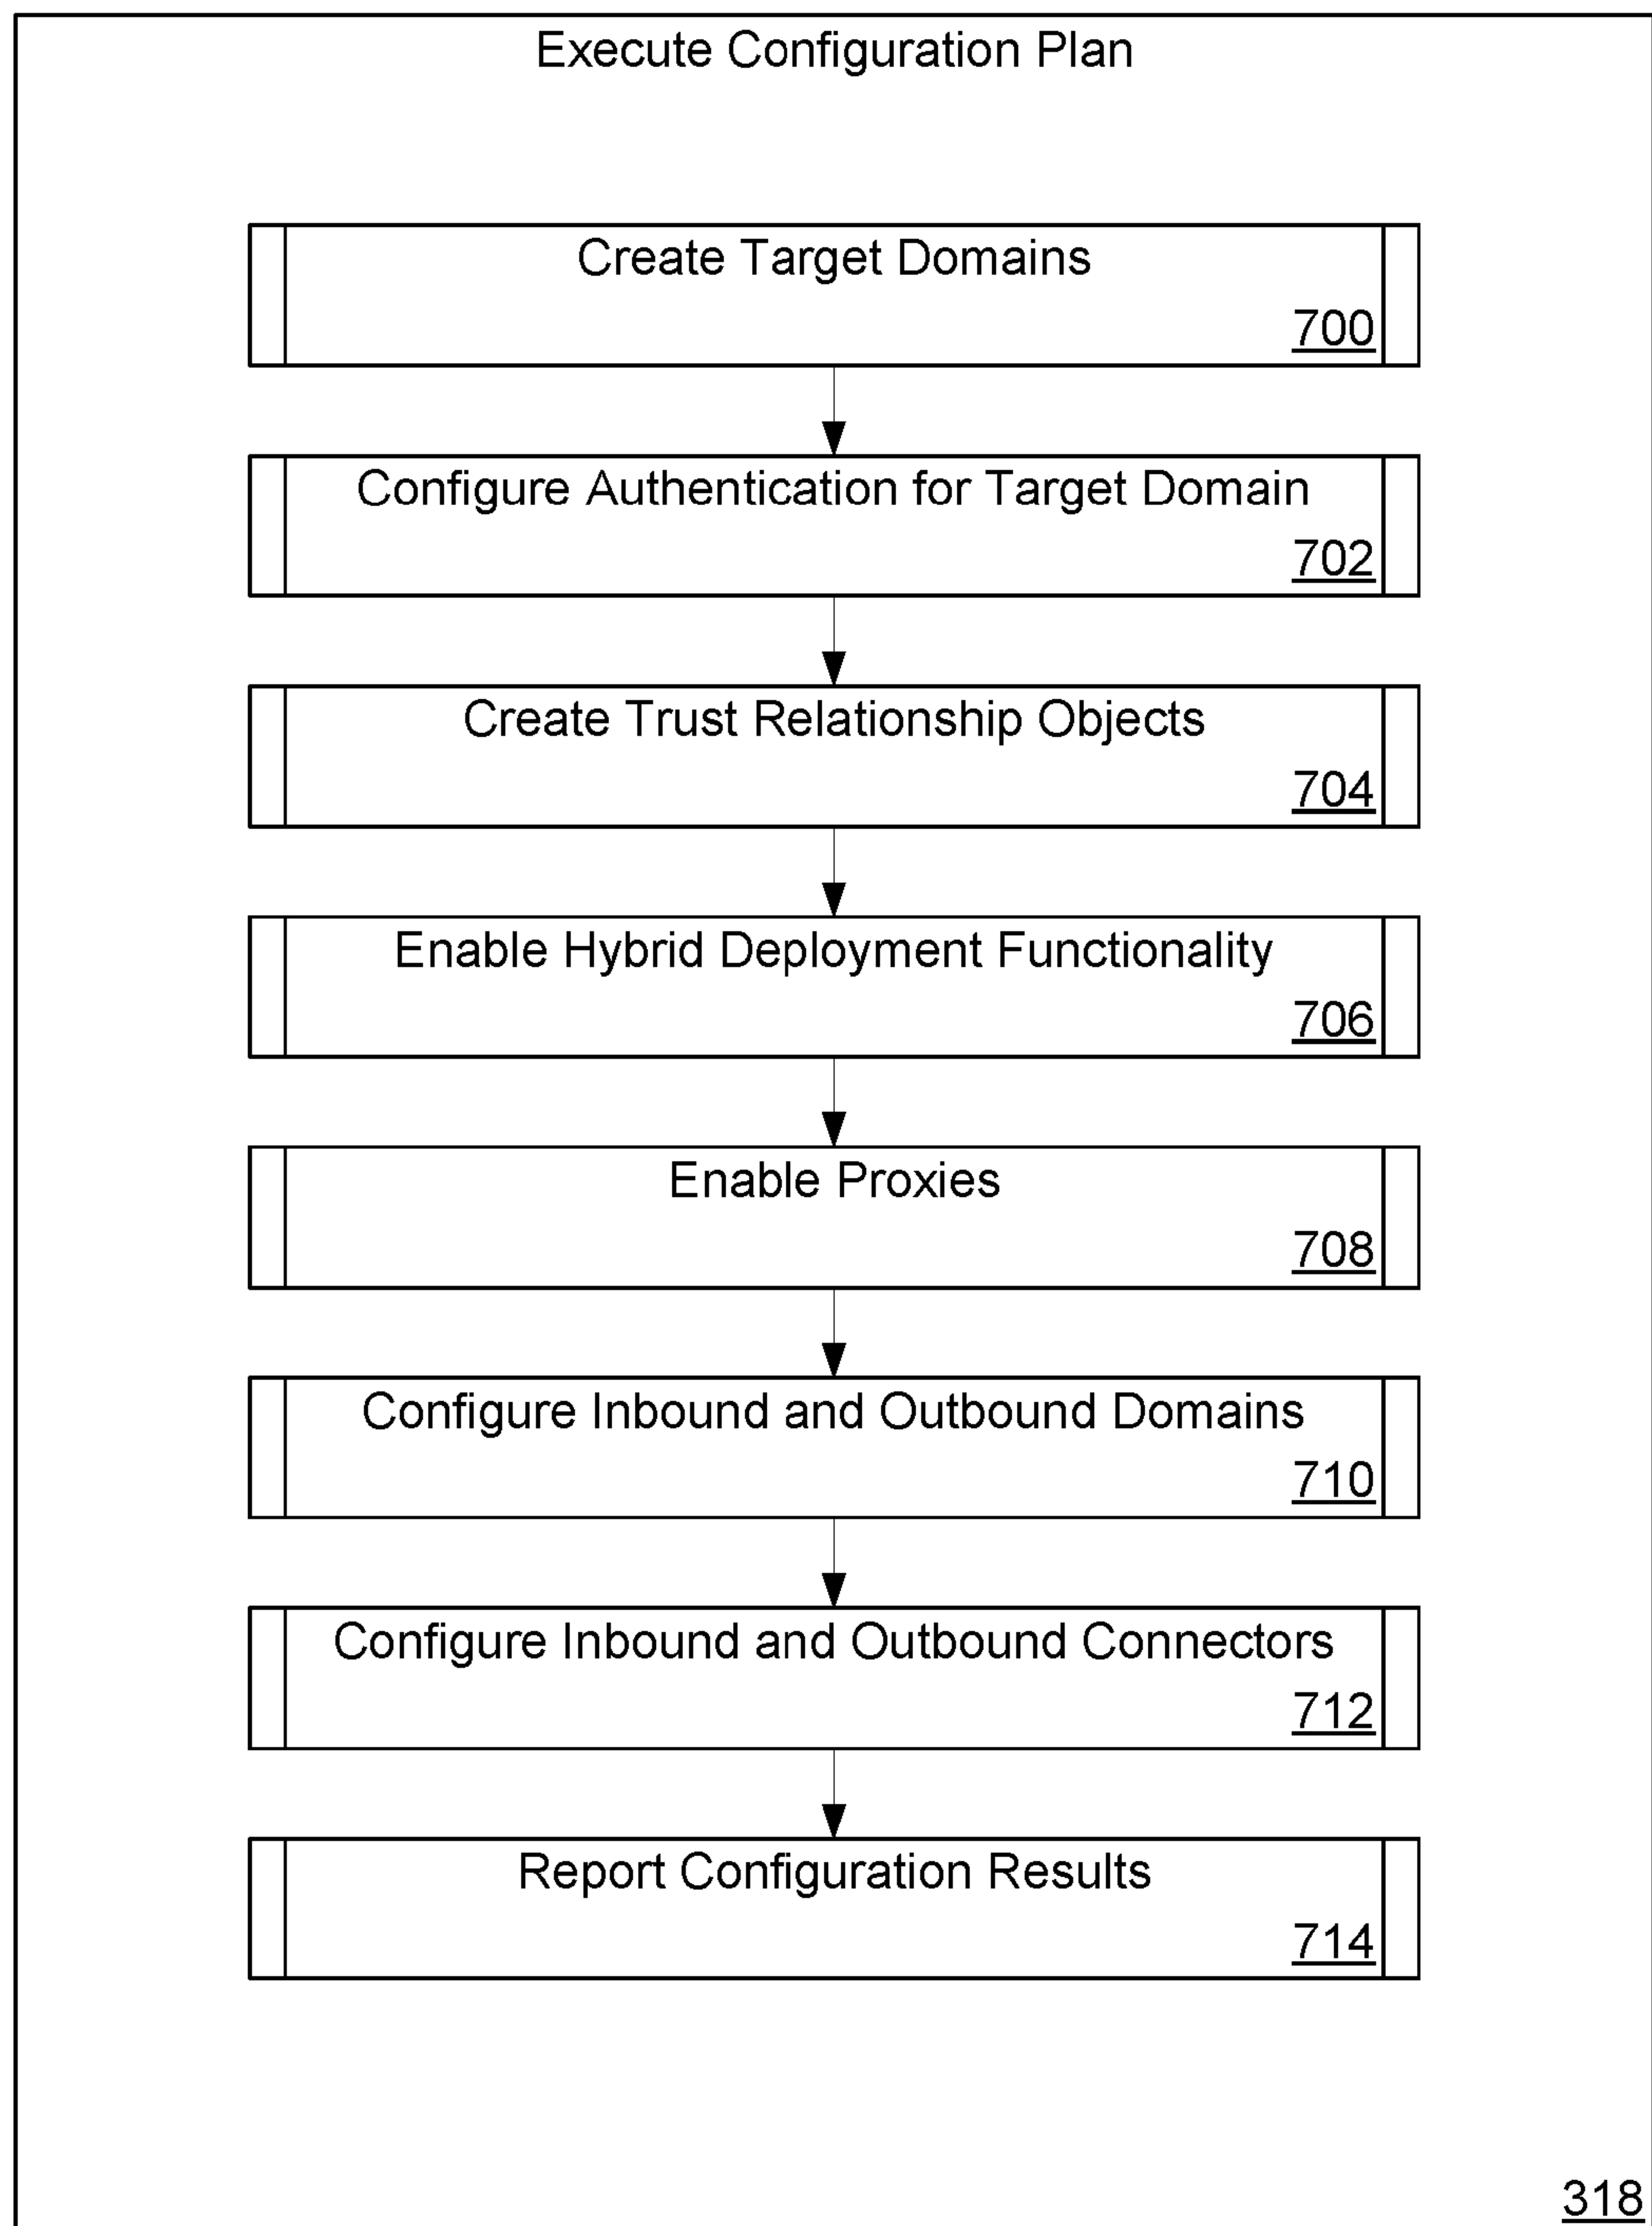 Execute Configuration Plan
Create Target Domains
700
Configure Authentication for Target Domain
702
Create Trust Relationship Objects
704
Enable Hybrid Deployment Functionality
706
Enable Proxies
708
Configure Inbound and Outbound Domains
710
Configure Inbound and Outbound Connectors
712
Report Configuration Results
714
318